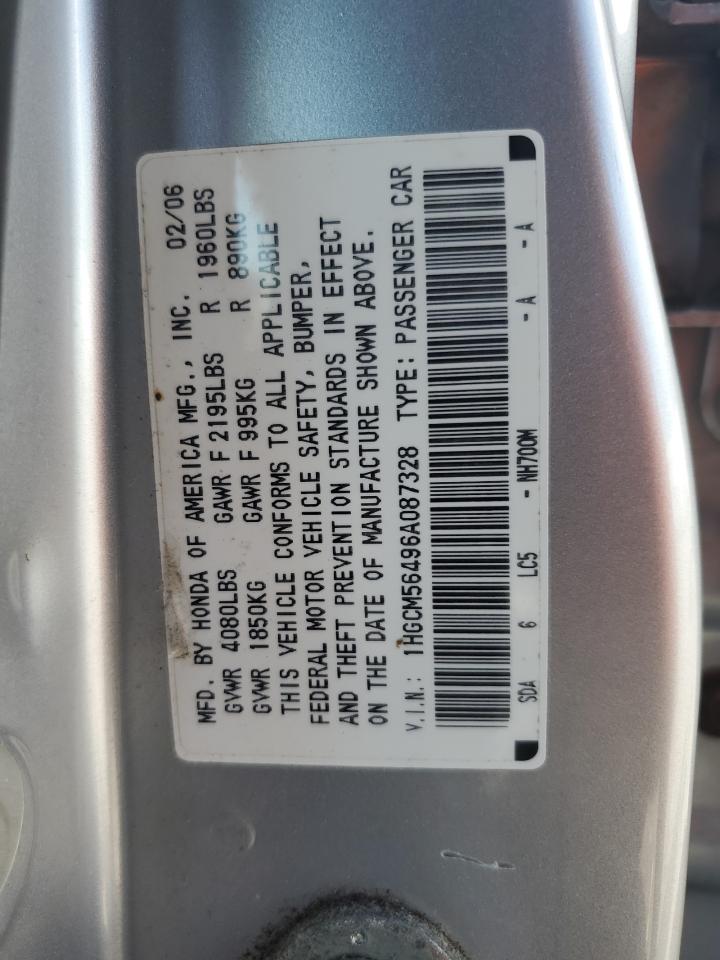 MFD. BY HONDA OF AMERICA MFG., INC. 02/06
GVWR 4080LBS GAWR F 2195LBS R 1960LBS
GVWR 1850KG GAWR F 995KG R 890KG
THIS VEHICLE CONFORMS TO ALL APPLICABLE
FEDERAL MOTOR VEHICLE SAFETY, BUMPER,
AND THEFT PREVENTION STANDARDS IN EFFECT
ON THE DATE OF MANUFACTURE SHOWN ABOVE.
V.I.N.: 1HGCM56496A087328 TYPE: PASSENGER CAR
SDA 6 LC5 - NH700M - A - A